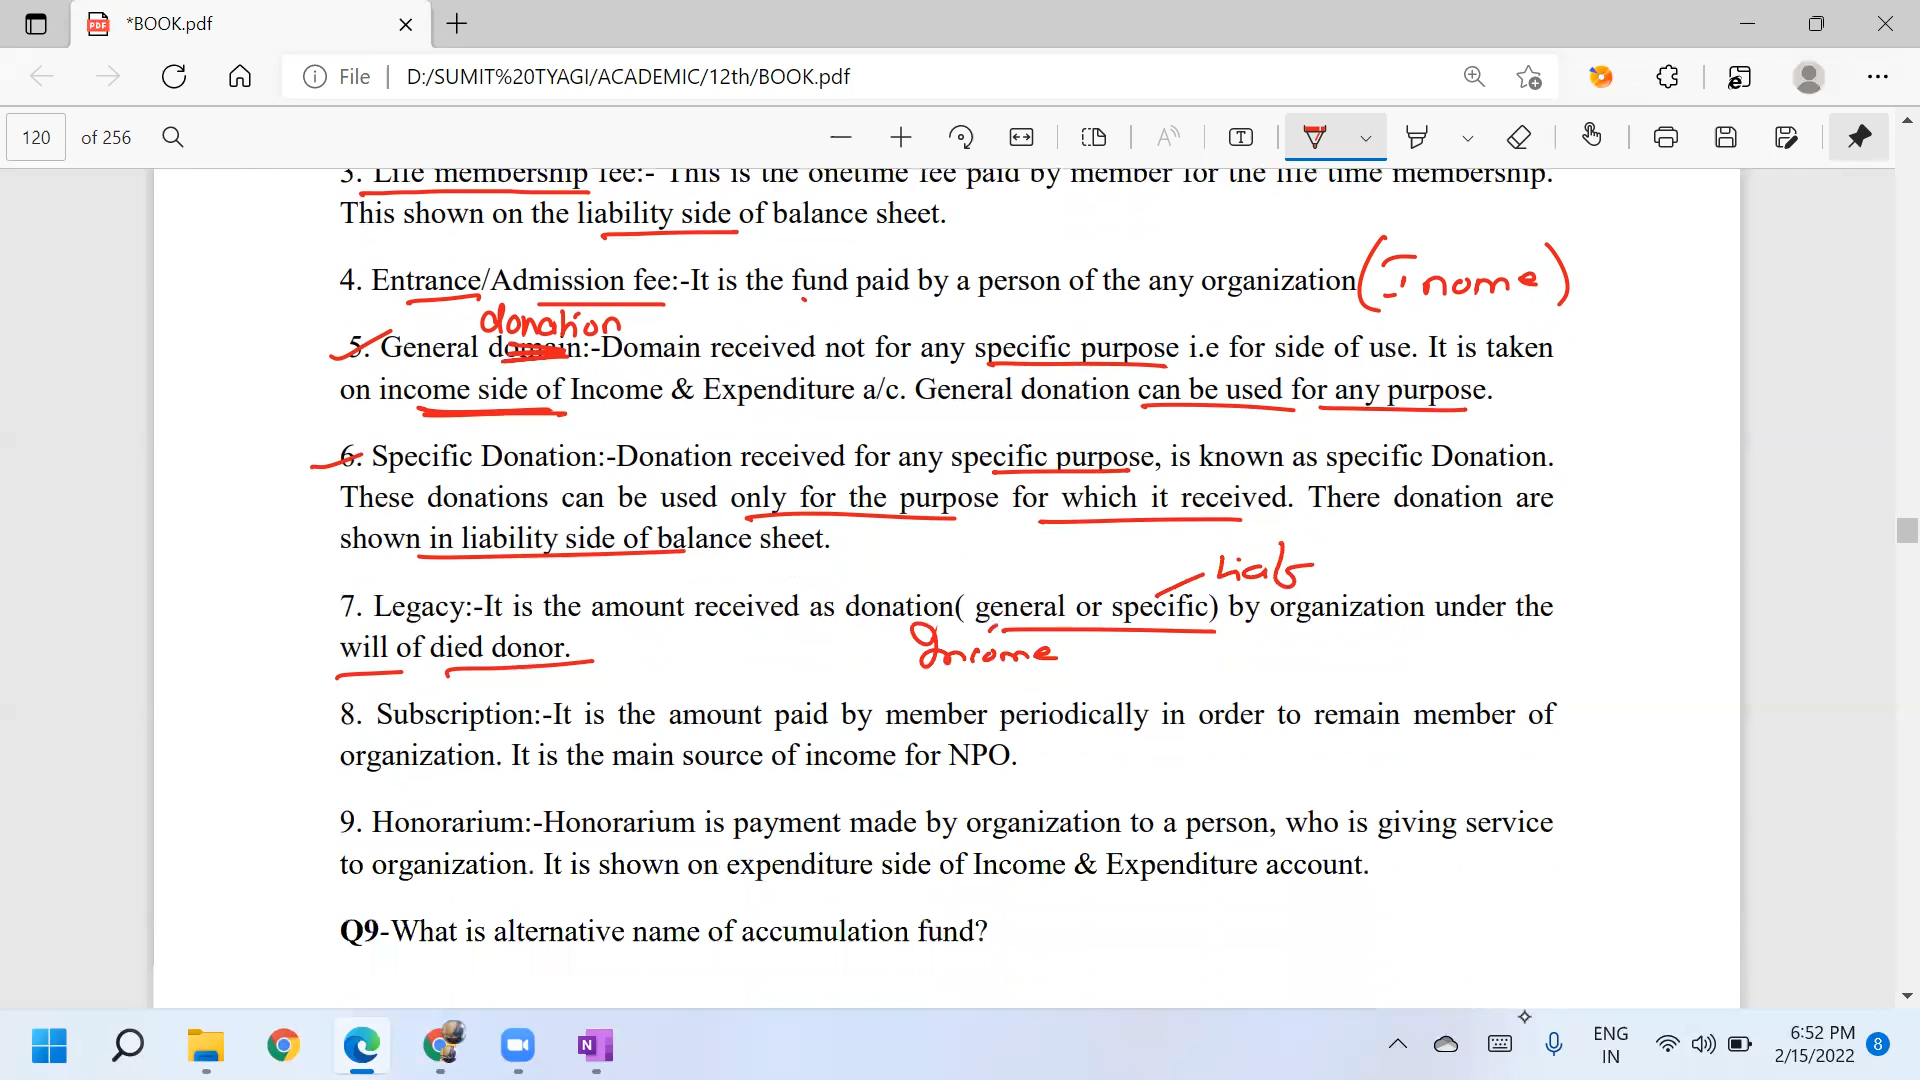 *BOOK.pdf
File
D:/SUMIT%20TYAGI/ACADEMIC/12th/BOOK.pdf
120 of 256
3. Life membership fee:- This is the onetime fee paid by member for the life time membership.
This shown on the liability side of balance sheet.
4. Entrance/Admission fee:-It is the fund paid by a person of the any organization (Inome)
donation
5. General domain:-Domain received not for any specific purpose i.e for side of use. It is taken
on income side of Income & Expenditure a/c. General donation can be used for any purpose.
6. Specific Donation:-Donation received for any specific purpose, is known as specific Donation.
These donations can be used only for the purpose for which it received. There donation are
shown in liability side of balance sheet.
Liab
7. Legacy:-It is the amount received as donation( general or specific) by organization under the
will of died donor.
Income
8. Subscription:-It is the amount paid by member periodically in order to remain member of
organization. It is the main source of income for NPO.
9. Honorarium:-Honorarium is payment made by organization to a person, who is giving service
to organization. It is shown on expenditure side of Income & Expenditure account.
Q9-What is alternative name of accumulation fund?
ENG
IN
6:52 PM
2/15/2022
8